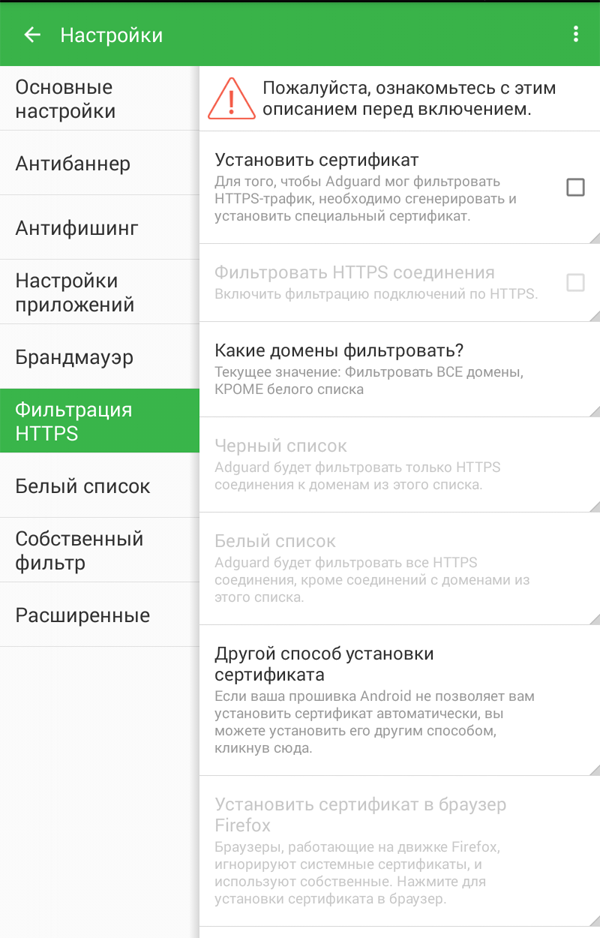 Настройки
Основные
настройки
Антибаннер
Антифишинг
Настройки
приложений
Брандмауэр
Фильтрация
HTTPS
Белый список
Собственный
фильтр
Расширенные
Пожалуйста, ознакомьтесь с этим
описанием перед включением.
Установить сертификат
Для того, чтобы Adguard мог фильтровать
HTTPS-трафик, необходимо сгенерировать и
установить специальный сертификат.
Фильтровать HTTPS соединения
Включить фильтрацию подключений по HTTPS.
Какие домены фильтровать?
Текущее значение: Фильтровать ВСЕ домены,
КРОМЕ белого списка
Черный список
Adguard будет фильтровать только HTTPS
соединения к доменам из этого списка.
Белый список
Adguard будет фильтровать все HTTPS
соединения, кроме соединений с доменами из
этого списка.
Другой способ установки
сертификата
Если ваша прошивка Android не позволяет вам
установить сертификат автоматически, вы
можете установить его другим способом,
кликнув сюда.
Установить сертификат в браузер
Firefox
Браузеры, работающие на движке Firefox,
игнорируют системные сертификаты, и
используют собственные. Нажмите для
установки сертификата в браузер.